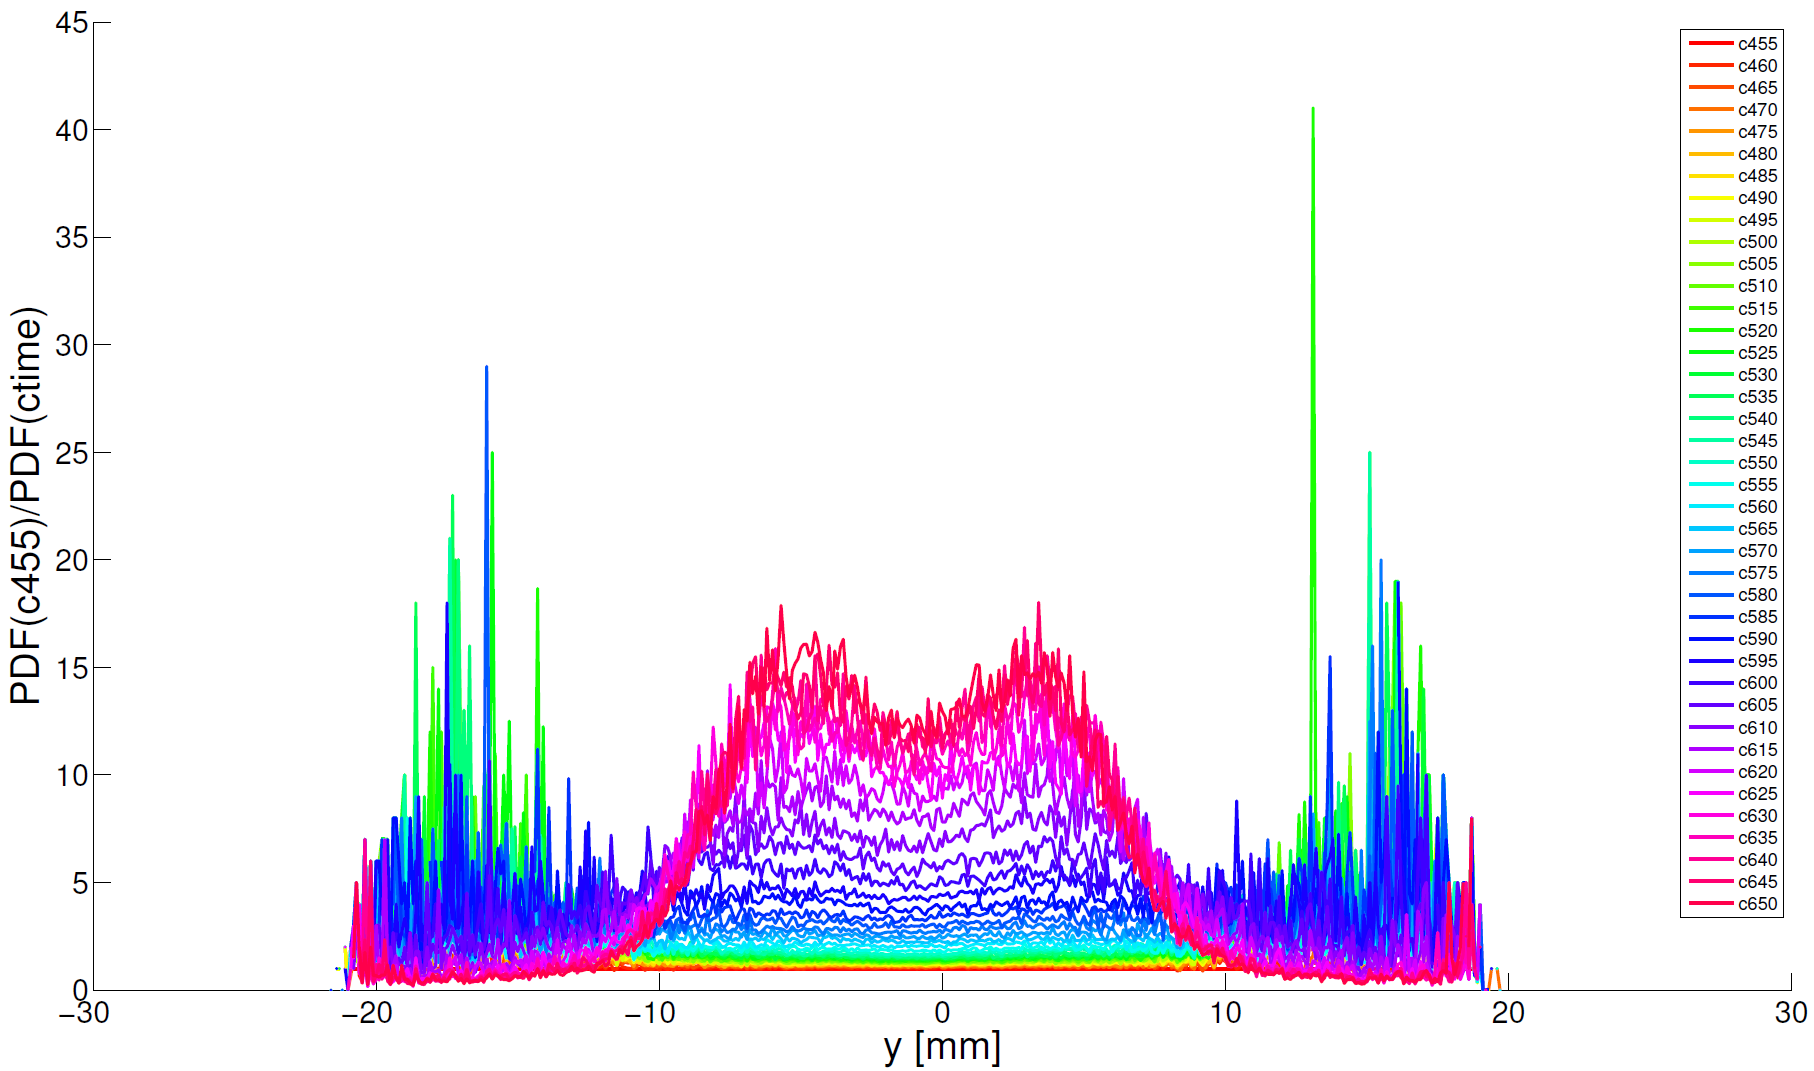 PDF(c455)/PDF(ctime)
45
40
35
30
25
20
15
10
5
0
−30
−20
−10
0
10
20
30
y [mm]
c455
c460
c465
c470
c475
c480
c485
c490
c495
c500
c505
c510
c515
c520
c525
c530
c535
c540
c545
c550
c555
c560
c565
c570
c575
c580
c585
c590
c595
c600
c605
c610
c615
c620
c625
c630
c635
c640
c645
c650